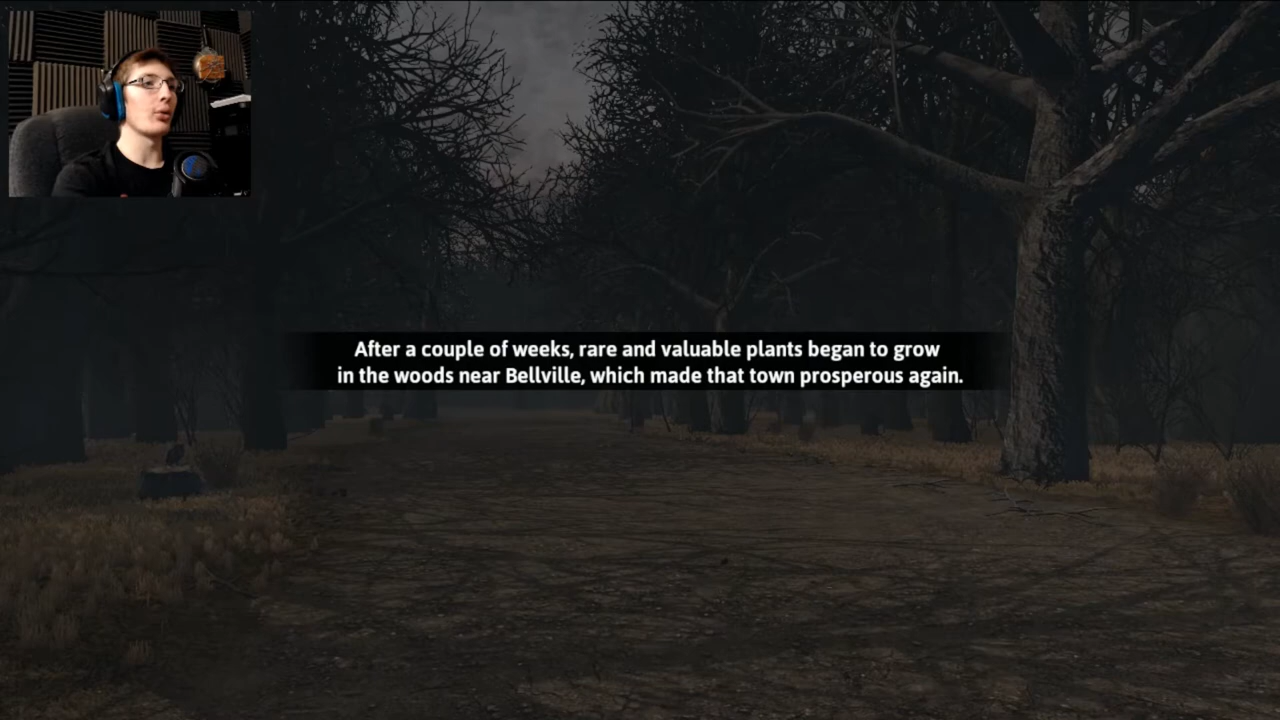 After a couple of weeks, rare and valuable plants began to grow
in the woods near Bellville, which made that town prosperous again.